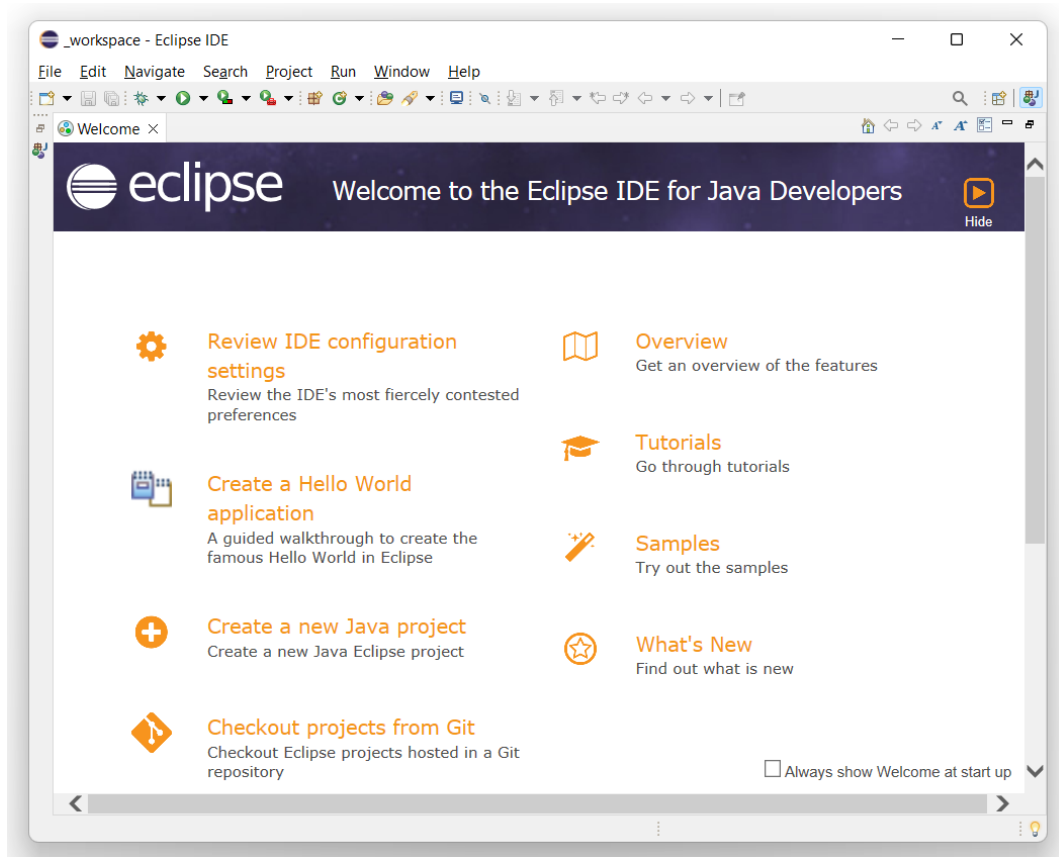 _workspace - Eclipse IDE
File Edit Navigate Search Project Run Window Help
Welcome
eclipse
Welcome to the Eclipse IDE for Java Developers
Hide
Review IDE configuration
settings
Review the IDE's most fiercely contested
preferences
Create a Hello World
application
A guided walkthrough to create the
famous Hello World in Eclipse
Create a new Java project
Create a new Java Eclipse project
Checkout projects from Git
Checkout Eclipse projects hosted in a Git
repository
Overview
Get an overview of the features
Tutorials
Go through tutorials
Samples
Try out the samples
What's New
Find out what is new
Always show Welcome at start up